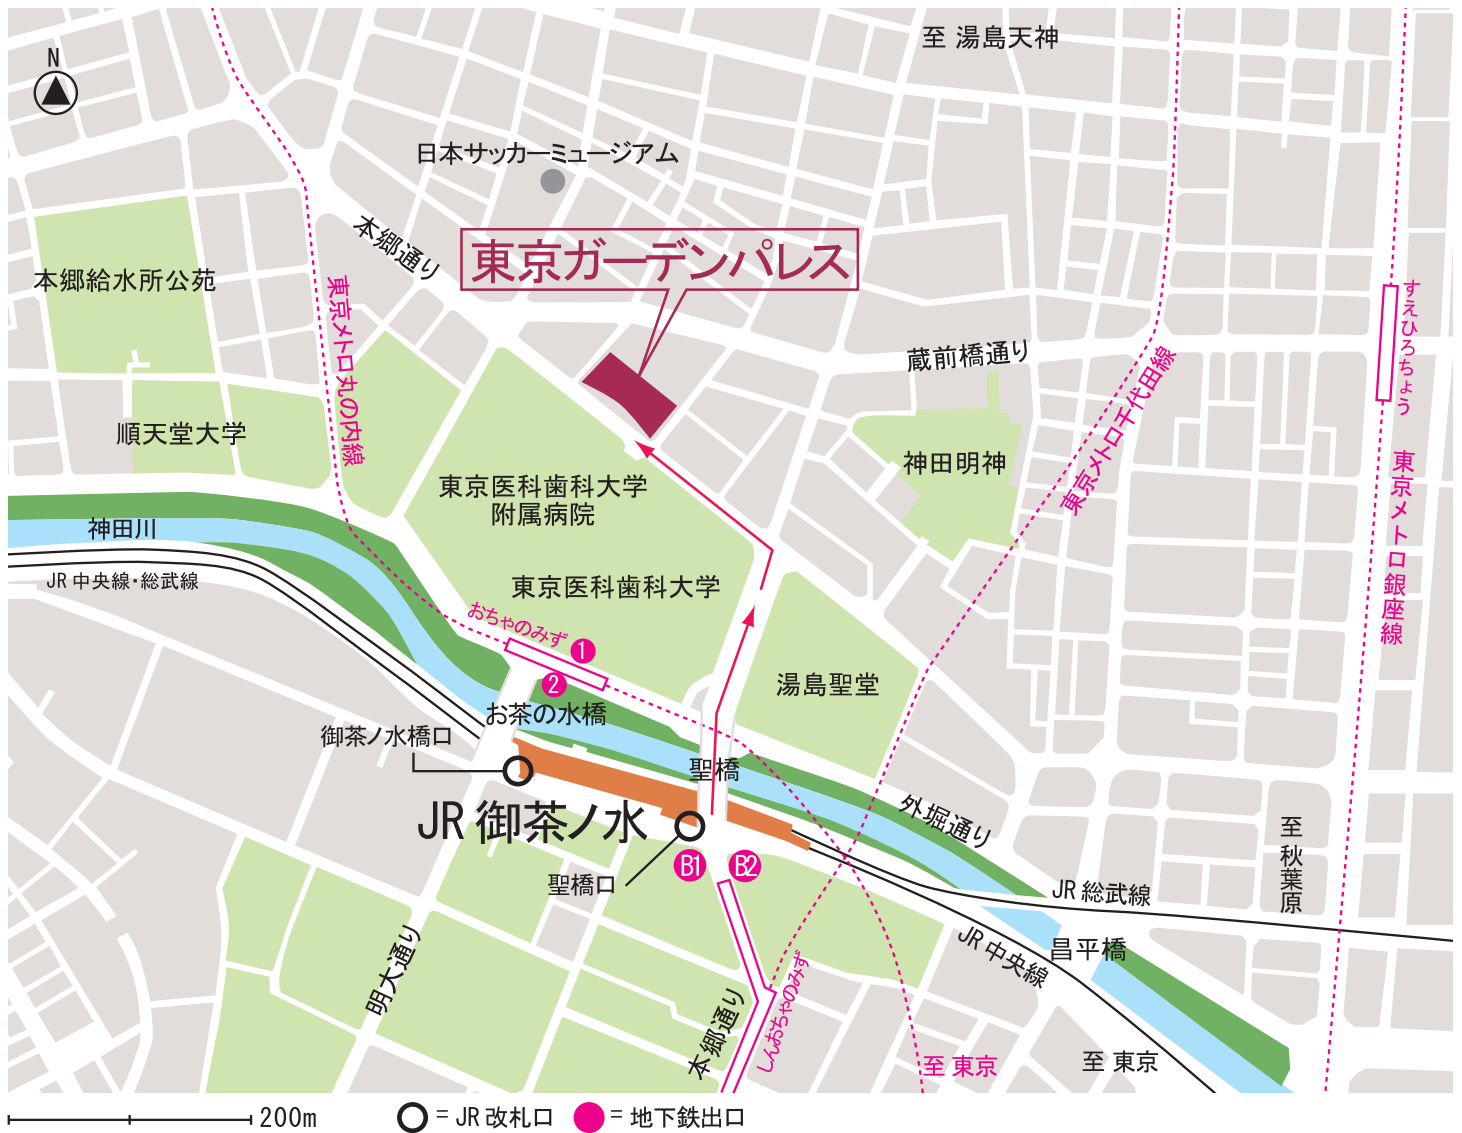 至 湯島天神
N
日本サッカーミュージアム
本郷通り
東京ガーデンパレス
本郷給水所公苑
東京メトロ丸の内線
すえひろちょう
蔵前橋通り
東京メトロ千代田線
順天堂大学
神田明神
東京メトロ銀座線
東京医科歯科大学
附属病院
神田川
JR 中央線・総武線
東京医科歯科大学
おちゃのみず
1
2
湯島聖堂
お茶の水橋
御茶ノ水橋口
聖橋
JR 御茶ノ水
外堀通り
至 秋葉原
B1
B2
聖橋口
JR 総武線
明大通り
JR 中央線
昌平橋
しんおちゃのみず
本郷通り
至 東京
至 東京
200m
= JR 改札口
= 地下鉄出口